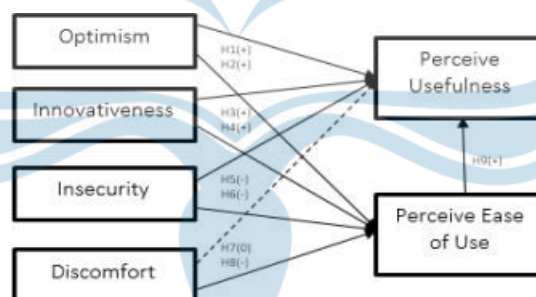 Optimism
H1(+)
H2(+)
Perceive
Usefulness
Innovativeness
H3(+)
H4(+)
Insecurity
H5(-)
H6(-)
H9(+)
Perceive Ease
of Use
Discomfort
H7(0)
H8(-)